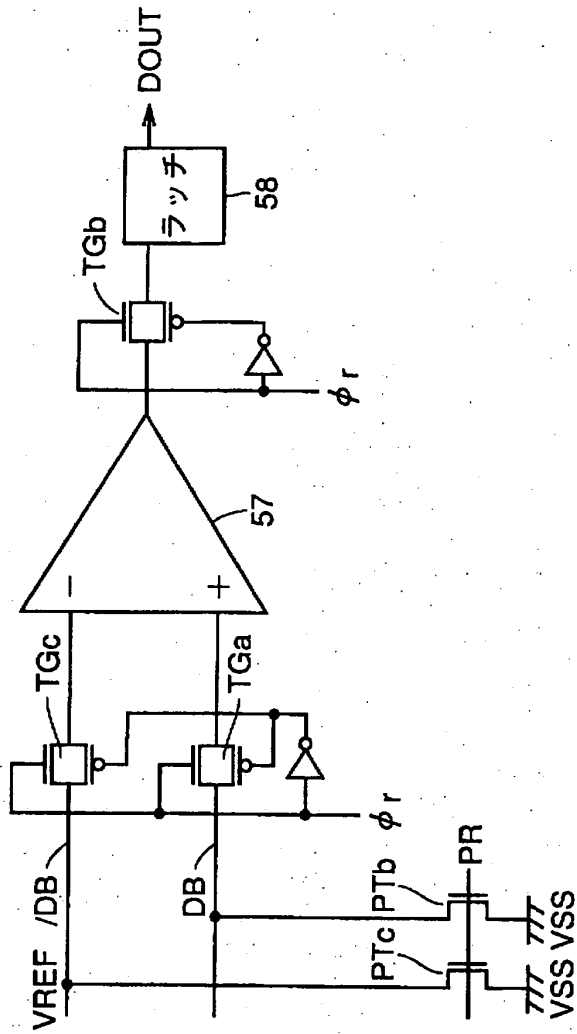 VREF /DB
TGc
−
TGb
ラッチ
58
DOUT
DB
TGa
+
57
φr
φr
PTc
PTb
PR
VSS
VSS